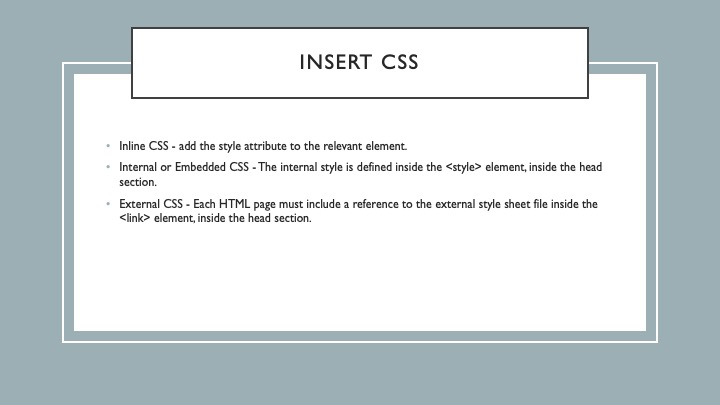 INSERT CSS
• Inline CSS - add the style attribute to the relevant element.
• Internal or Embedded CSS - The internal style is defined inside the <style> element, inside the head
section.
• External CSS - Each HTML page must include a reference to the external style sheet file inside the
<link> element, inside the head section.